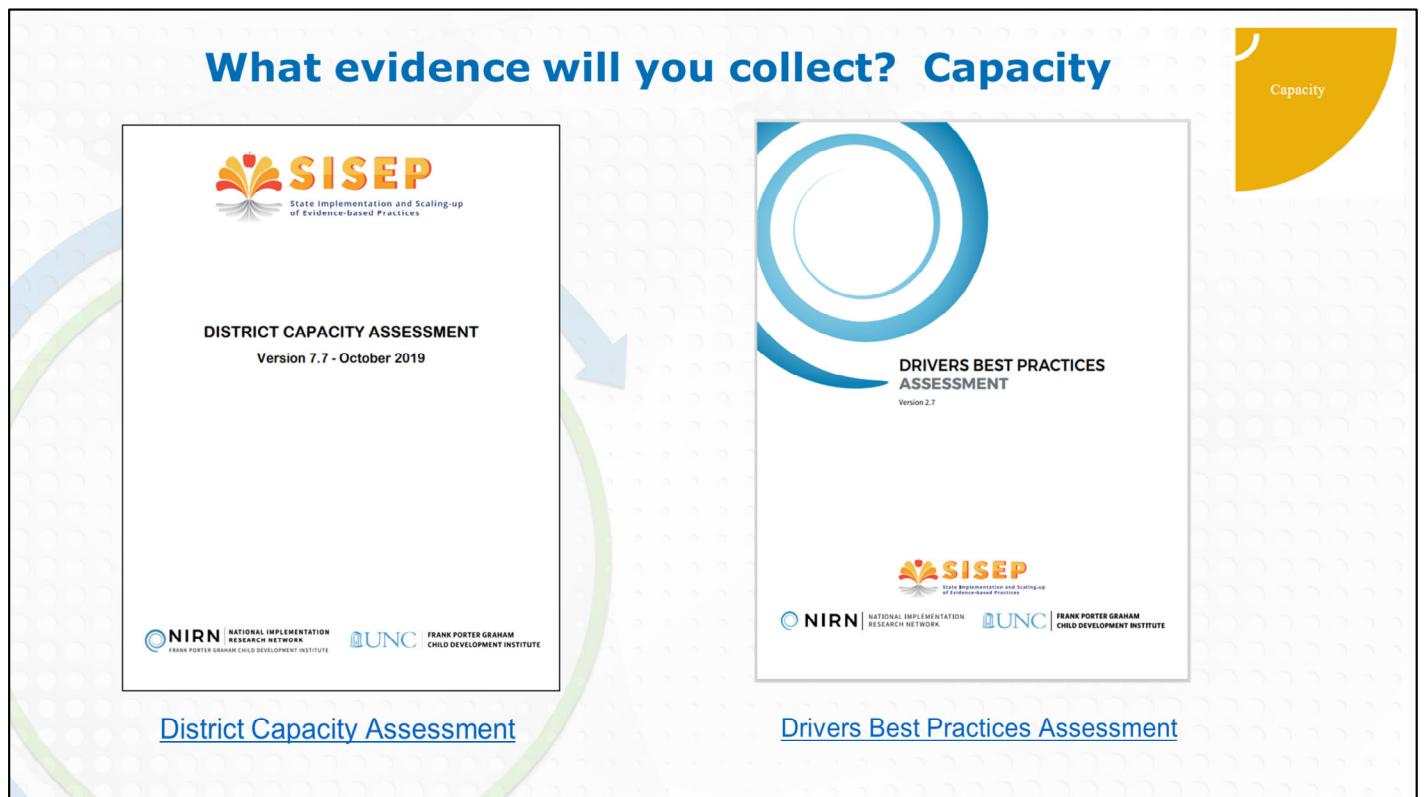 What evidence will you collect?  Capacity
Capacity
SISEP
State Implementation and Scaling-up
of Evidence-based Practices
DISTRICT CAPACITY ASSESSMENT
Version 7.7 - October 2019
NIRN
NATIONAL IMPLEMENTATION
RESEARCH NETWORK
FRANK PORTER GRAHAM CHILD DEVELOPMENT INSTITUTE
UNC
FRANK PORTER GRAHAM
CHILD DEVELOPMENT INSTITUTE
District Capacity Assessment
DRIVERS BEST PRACTICES
ASSESSMENT
Version 2.7
SISEP
State Implementation and Scaling-up
of Evidence-based Practices
NIRN
NATIONAL IMPLEMENTATION
RESEARCH NETWORK
UNC
FRANK PORTER GRAHAM
CHILD DEVELOPMENT INSTITUTE
Drivers Best Practices Assessment